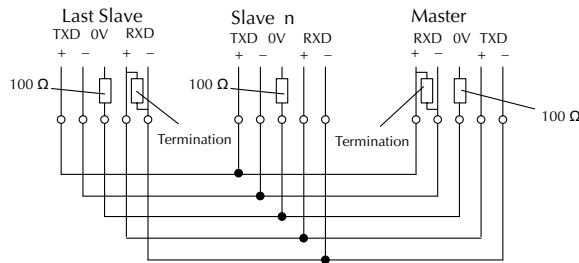 Last Slave Slave n Master
TXD 0V RXD TXD 0V RXD RXD 0V TXD
+ − + − + − + − + − + −
100 Ω 100 Ω
100 Ω
Termination Termination